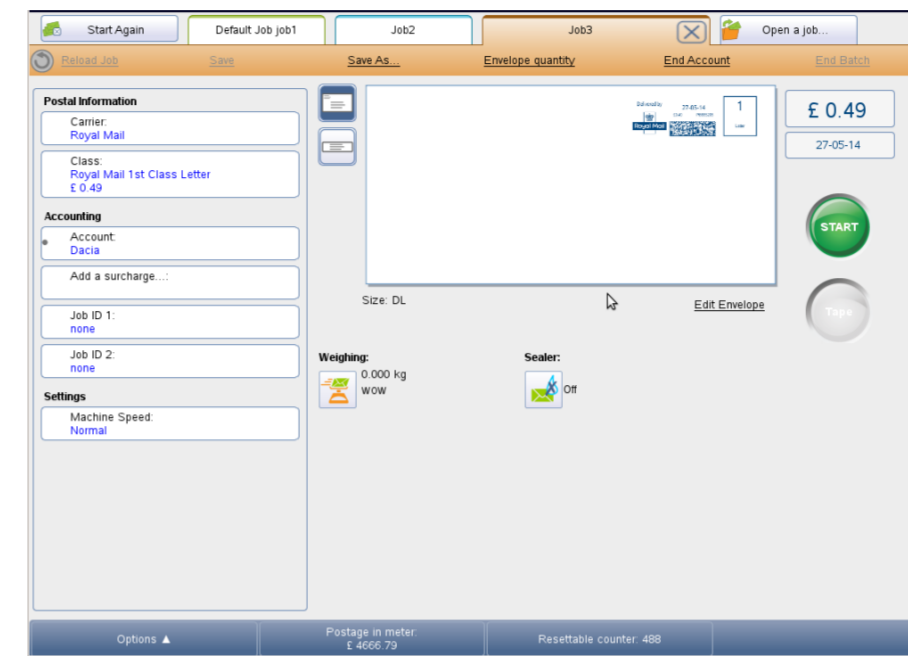 Start Again
Default Job job1
Job2
Job3
Open a job...
Reload Job
Save
Save As...
Envelope quantity
End Account
End Batch
Postal Information
Carrier:
Royal Mail
Class:
Royal Mail 1st Class Letter
£ 0.49
Accounting
Account:
Dacia
Add a surcharge...:
Job ID 1:
none
Job ID 2:
none
Settings
Machine Speed:
Normal
Delivered by
Royal Mail
27-05-14
1
Letter
£ 0.49
27-05-14
START
Tape
Size: DL
Edit Envelope
Weighing:
0.000 kg
WOW
Sealer:
Off
Options ▲
Postage in meter:
£ 4666.79
Resettable counter: 488